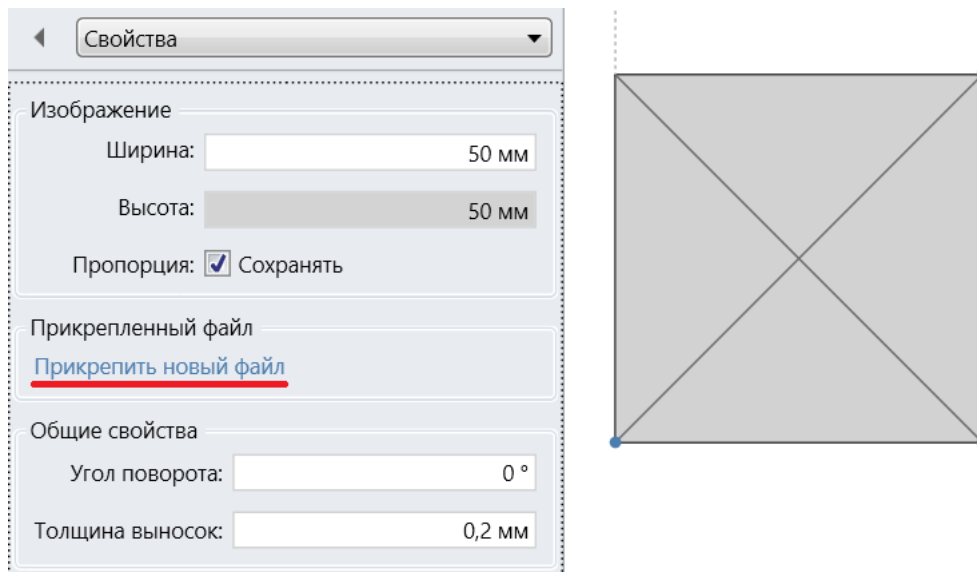 Свойства
Изображение
Ширина: 50 мм
Высота: 50 мм
Пропорция: Сохранять
Прикрепленный файл
Прикрепить новый файл
Общие свойства
Угол поворота: 0 °
Толщина выносок: 0,2 мм